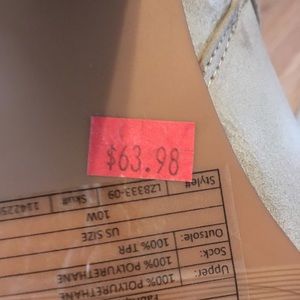 $63.98
Style#: LZ8333-09 Sku#:
10W
US SIZE
Outsole: 100% TPR
Sock: 100% POLYURETHANE
Upper: 100% POLYURETHANE